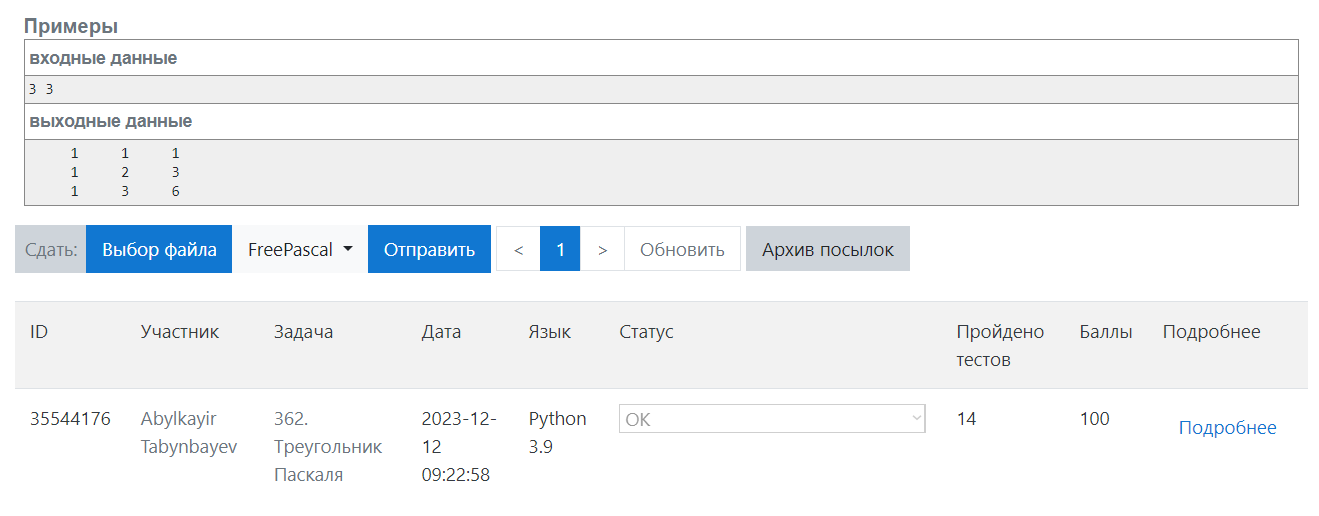 Примеры
входные данные
3 3
выходные данные
1 1 1
1 2 3
1 3 6
Сдать: Выбор файла FreePascal Отправить < 1 > Обновить Архив посылок
ID Участник Задача Дата Язык Статус Пройдено тестов Баллы Подробнее
35544176 Abylkayir Tabynbayev 362. Треугольник Паскаля 2023-12-12 09:22:58 Python 3.9 OK 14 100 Подробнее